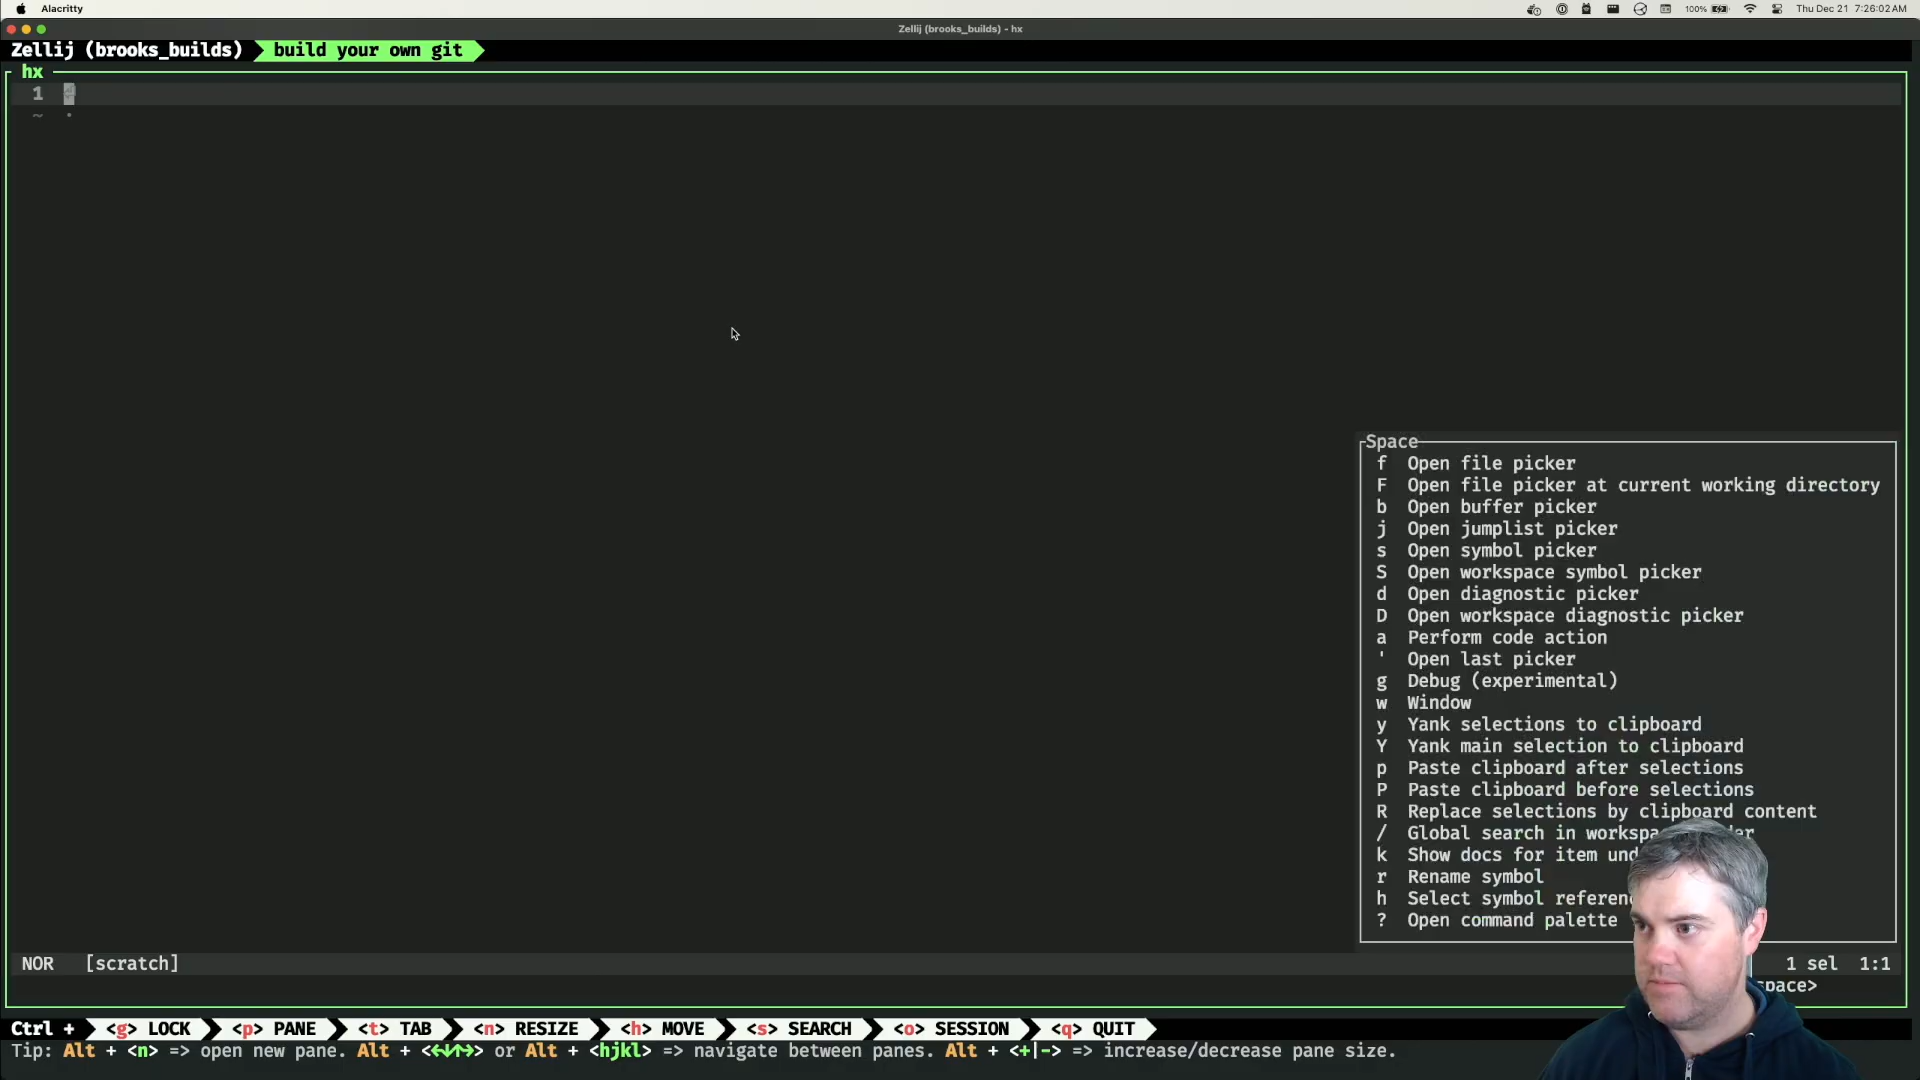 Alacritty
100%
Thu Dec 21 7:26:02 AM
Zellij (brooks_builds) - hx
Zellij (brooks_builds) build your own git
hx
1
~
Space
f Open file picker
F Open file picker at current working directory
b Open buffer picker
j Open jumplist picker
s Open symbol picker
S Open workspace symbol picker
d Open diagnostic picker
D Open workspace diagnostic picker
a Perform code action
' Open last picker
g Debug (experimental)
w Window
y Yank selections to clipboard
Y Yank main selection to clipboard
p Paste clipboard after selections
P Paste clipboard before selections
R Replace selections by clipboard content
/ Global search in
k Show docs for item
r Rename symbol
h Select symbol
? Open command palette
NOR [scratch] 1 sel 1:1
Ctrl + <g> LOCK <p> PANE <t> TAB <n> RESIZE <h> MOVE <s> SEARCH <o> SESSION <q> QUIT
Tip: Alt + <n> => open new pane. Alt + <←↓↑→> or Alt + <hjkl> => navigate between panes. Alt + <+|-> => increase/decrease pane size.